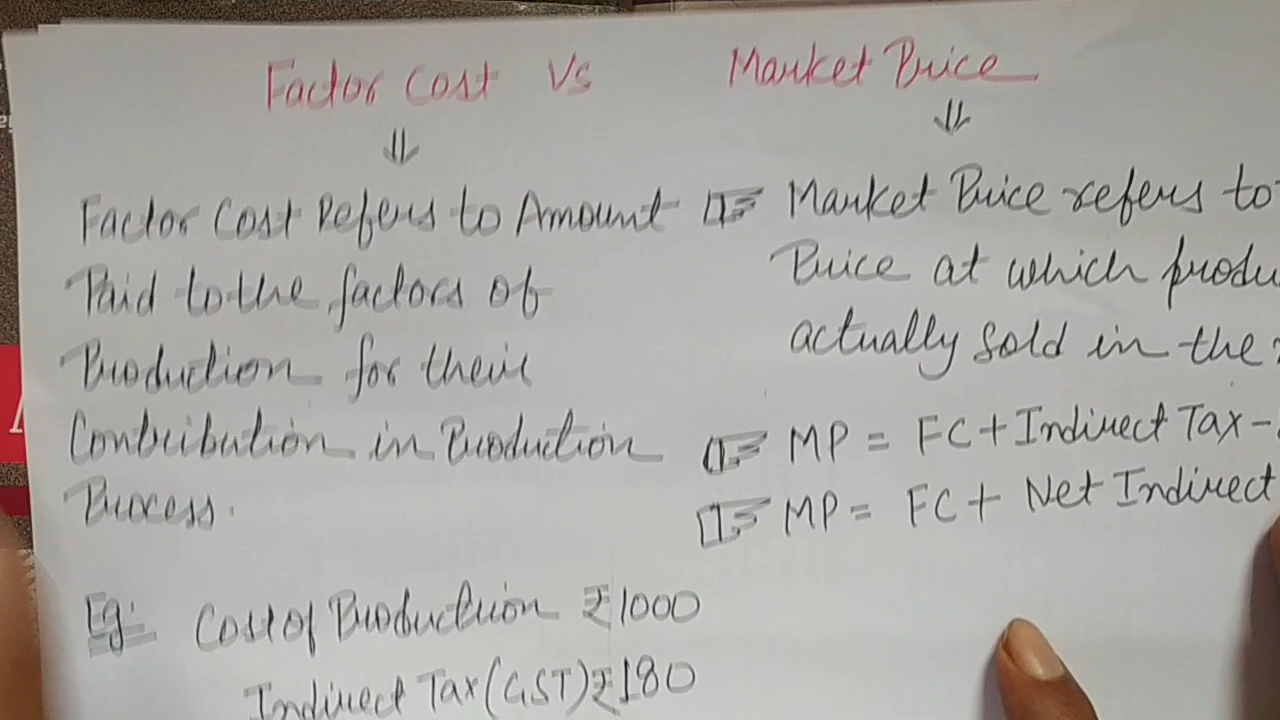 Factor Cost Vs Market Price
Factor Cost Refers to Amount
Paid to the factors of
Production for their
Contribution in Production
Process.
Market Price refers to
Price at which produ
actually sold in the
MP = FC + Indirect Tax -
MP = FC + Net Indirect
Eg:- Cost of Production ₹1000
Indirect Tax (GST) ₹180